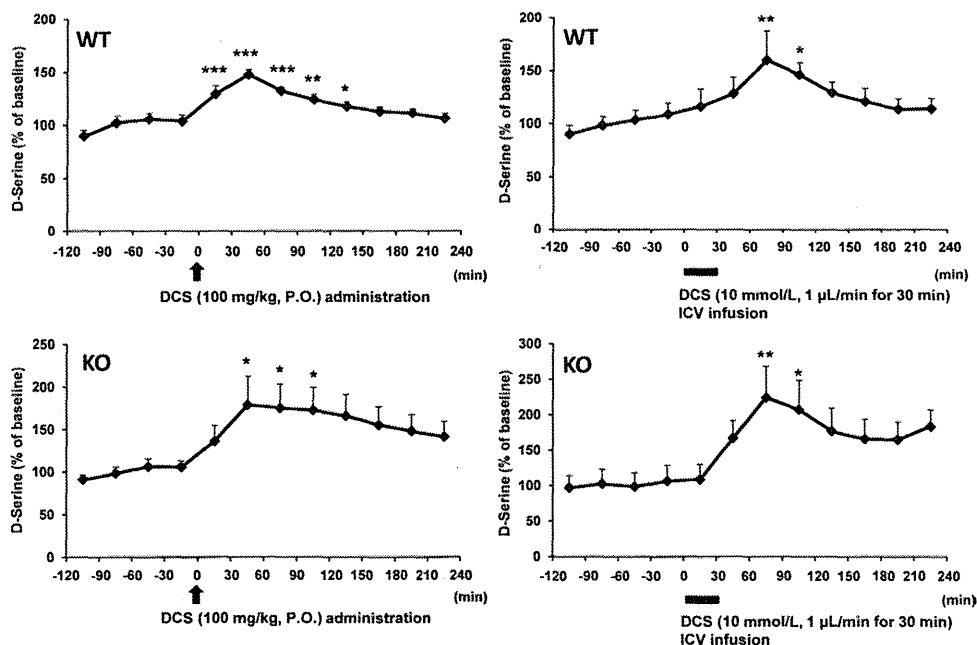 WT
D-Serine (% of baseline)
200
150
100
50
0
*** *** *** ** *
-120 -90 -60 -30 0 30 60 90 120 150 180 210 240
(min)
DCS (100 mg/kg, P.O.) administration
WT
D-Serine (% of baseline)
200
150
100
50
0
** *
-120 -90 -60 -30 0 30 60 90 120 150 180 210 240
(min)
DCS (10 mmol/L, 1 µL/min for 30 min)
ICV infusion
KO
D-Serine (% of baseline)
250
200
150
100
50
0
* * *
-120 -90 -60 -30 0 30 60 90 120 150 180 210 240
(min)
DCS (100 mg/kg, P.O.) administration
KO
D-Serine (% of baseline)
300
250
200
150
100
50
0
** *
-120 -90 -60 -30 0 30 60 90 120 150 180 210 240
(min)
DCS (10 mmol/L, 1 µL/min for 30 min)
ICV infusion